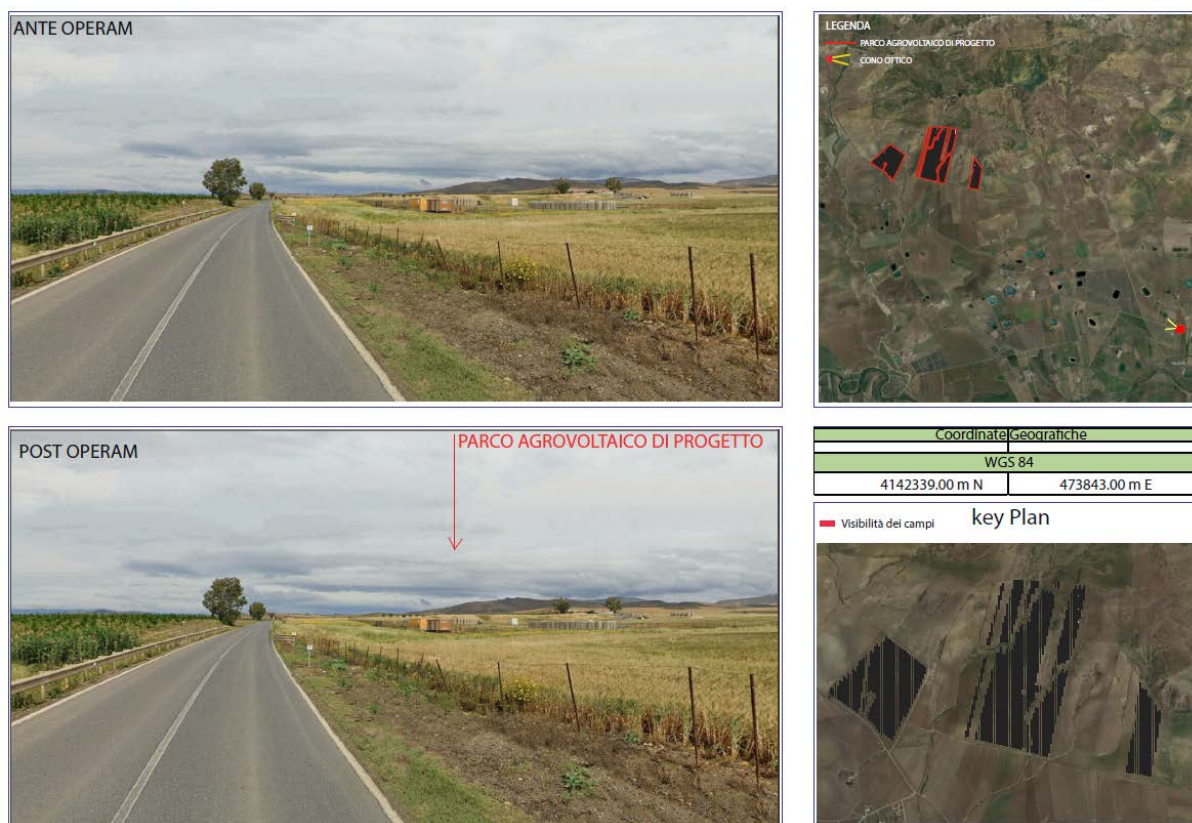 ANTE OPERAM
LEGENDA
PARCO AGROVOLTAICO DI PROGETTO
CONO OTTICO
POST OPERAM
PARCO AGROVOLTAICO DI PROGETTO
Coordinate Geografiche
WGS 84
4142339.00 m N 473843.00 m E
Visibilità dei campi
key Plan